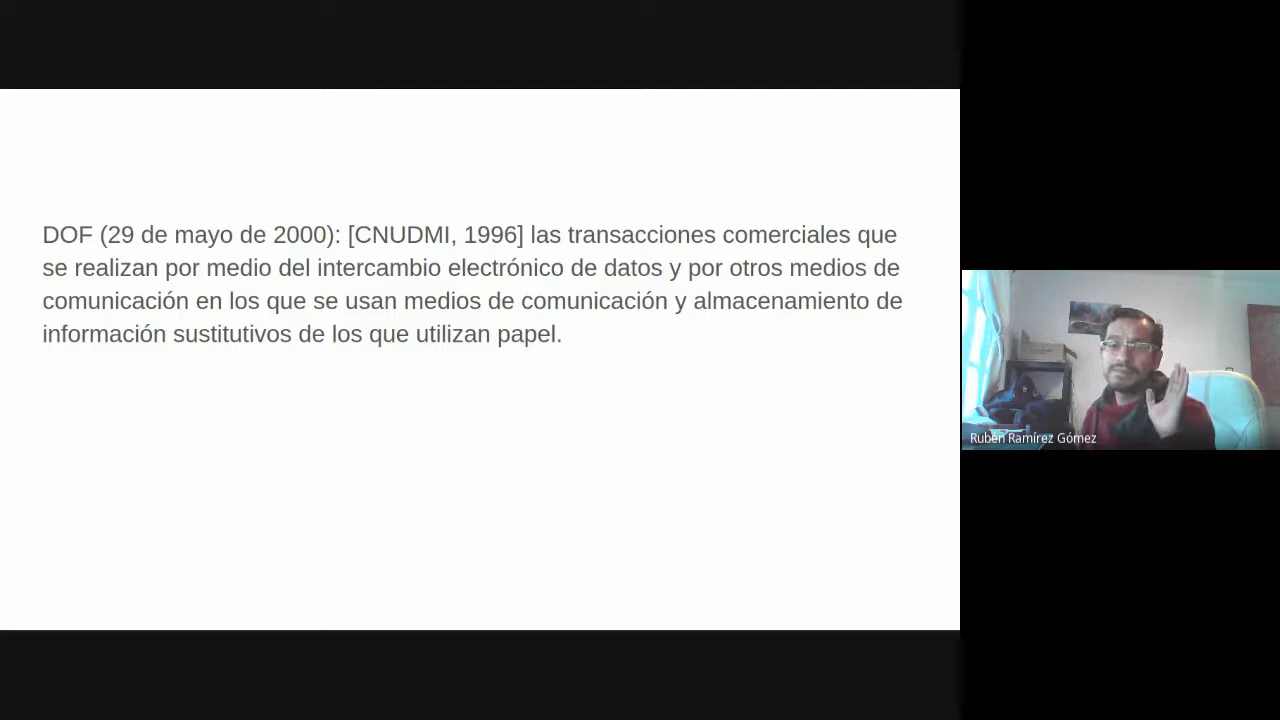 DOF (29 de mayo de 2000): [CNUDMI, 1996] las transacciones comerciales que
se realizan por medio del intercambio electrónico de datos y por otros medios de
comunicación en los que se usan medios de comunicación y almacenamiento de
información sustitutivos de los que utilizan papel.
Rubén Ramírez Gómez